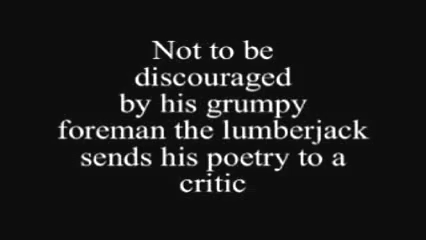 Not to be
discouraged
by his grumpy
foreman the lumberjack
sends his poetry to a
critic